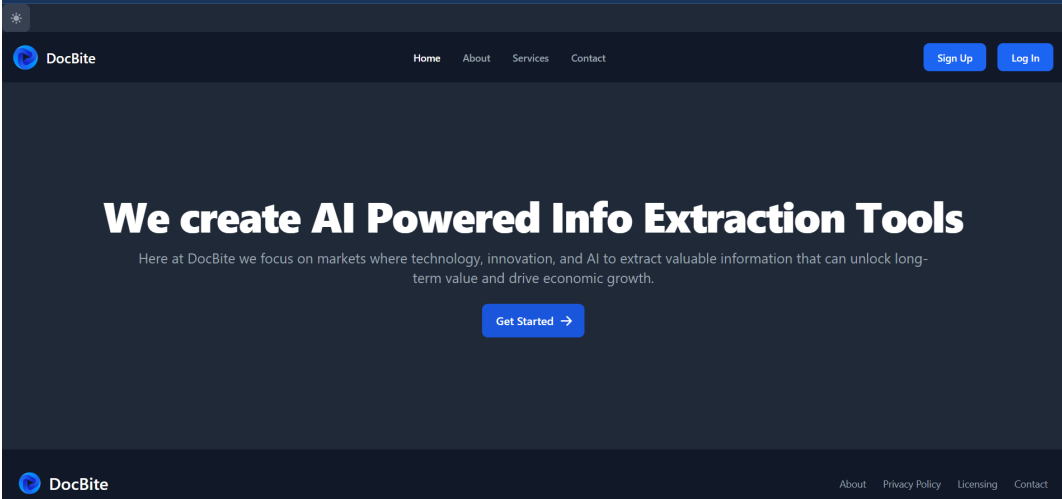 DocBite
Home About Services Contact
Sign Up Log In
We create AI Powered Info Extraction Tools
Here at DocBite we focus on markets where technology, innovation, and AI to extract valuable information that can unlock long-
term value and drive economic growth.
Get Started →
DocBite
About Privacy Policy Licensing Contact